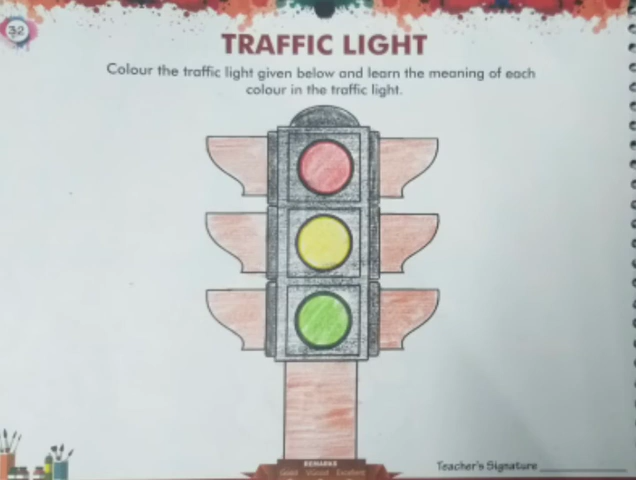 32
TRAFFIC LIGHT
Colour the traffic light given below and learn the meaning of each
colour in the traffic light.
REMARKS
Good V.Good Excellent
Teacher's Signature